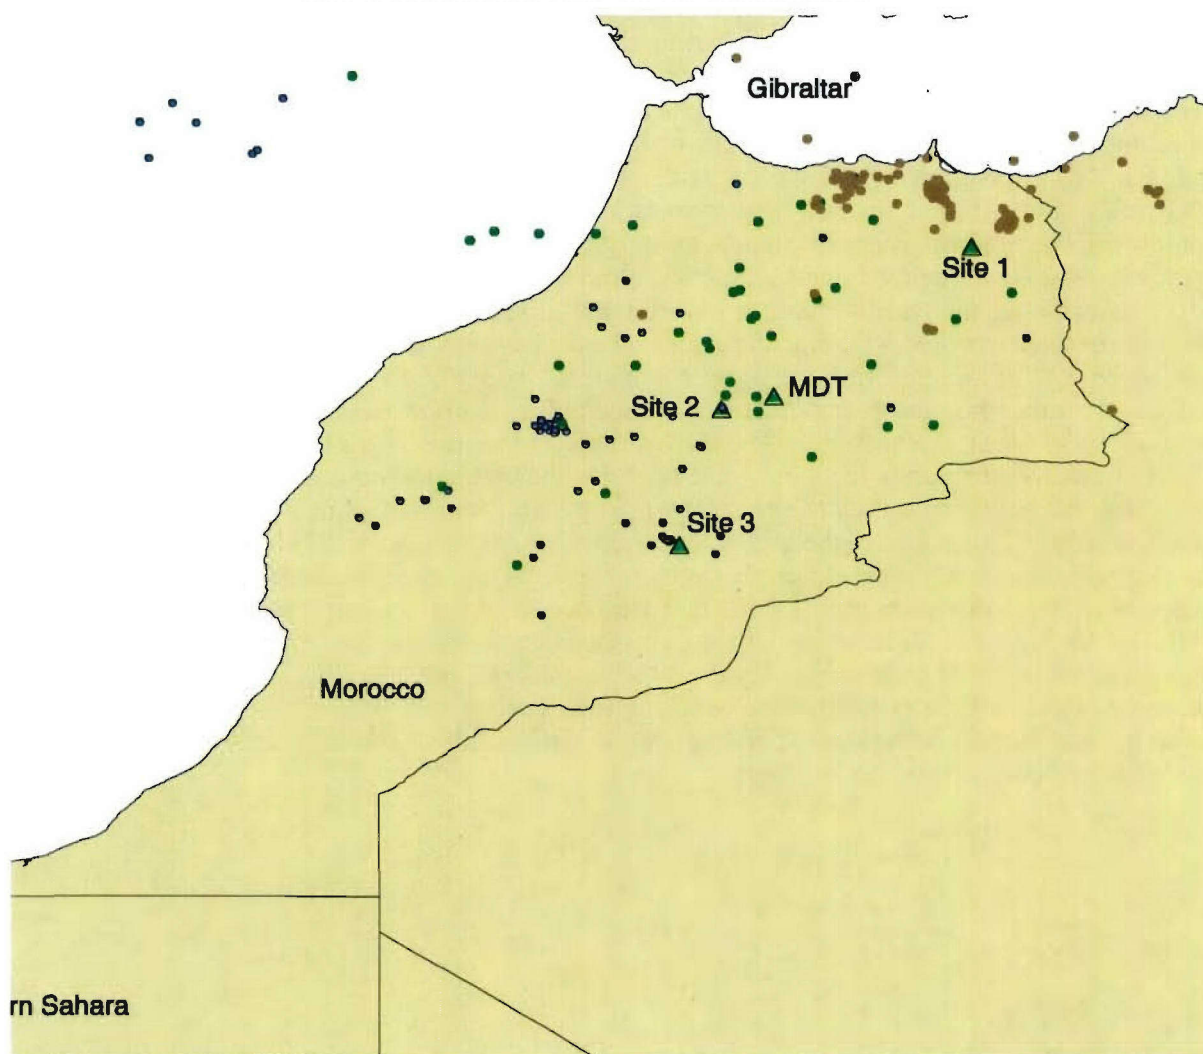 Gibraltar
Site 1
MDT
Site 2
Site 3
Morocco
rn Sahara